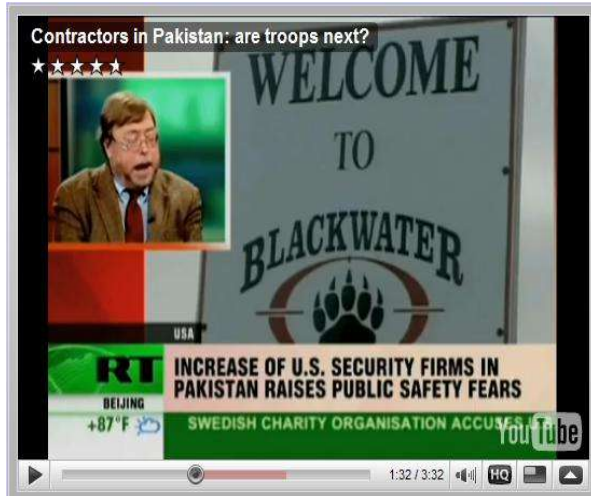 Contractors in Pakistan: are troops next?
WELCOME
TO
BLACKWATER
USA
RT
INCREASE OF U.S. SECURITY FIRMS IN
PAKISTAN RAISES PUBLIC SAFETY FEARS
BEIJING
+87°F
SWEDISH CHARITY ORGANISATION ACCUSES U.S.
YouTube
1:32 / 3:32
HQ